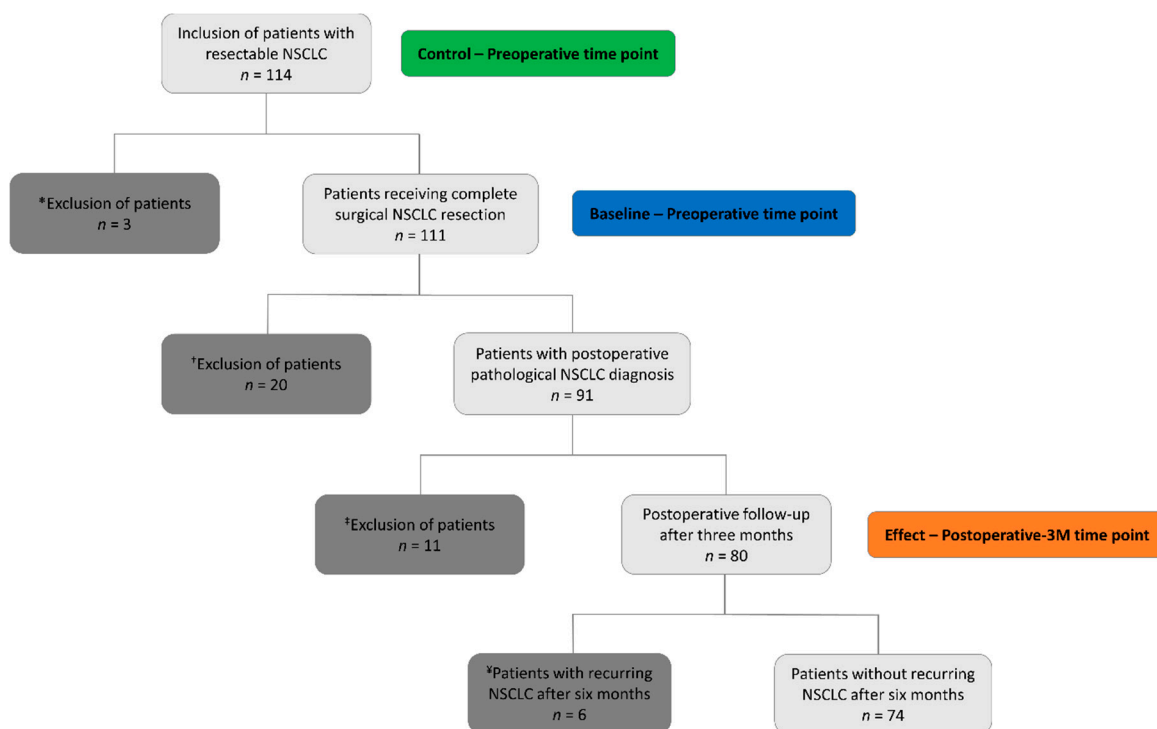 Inclusion of patients with
resectable NSCLC
n = 114
Control – Preoperative time point
*Exclusion of patients
n = 3
Patients receiving complete
surgical NSCLC resection
n = 111
Baseline – Preoperative time point
†Exclusion of patients
n = 20
Patients with postoperative
pathological NSCLC diagnosis
n = 91
‡Exclusion of patients
n = 11
Postoperative follow-up
after three months
n = 80
Effect – Postoperative-3M time point
¥Patients with recurring
NSCLC after six months
n = 6
Patients without recurring
NSCLC after six months
n = 74